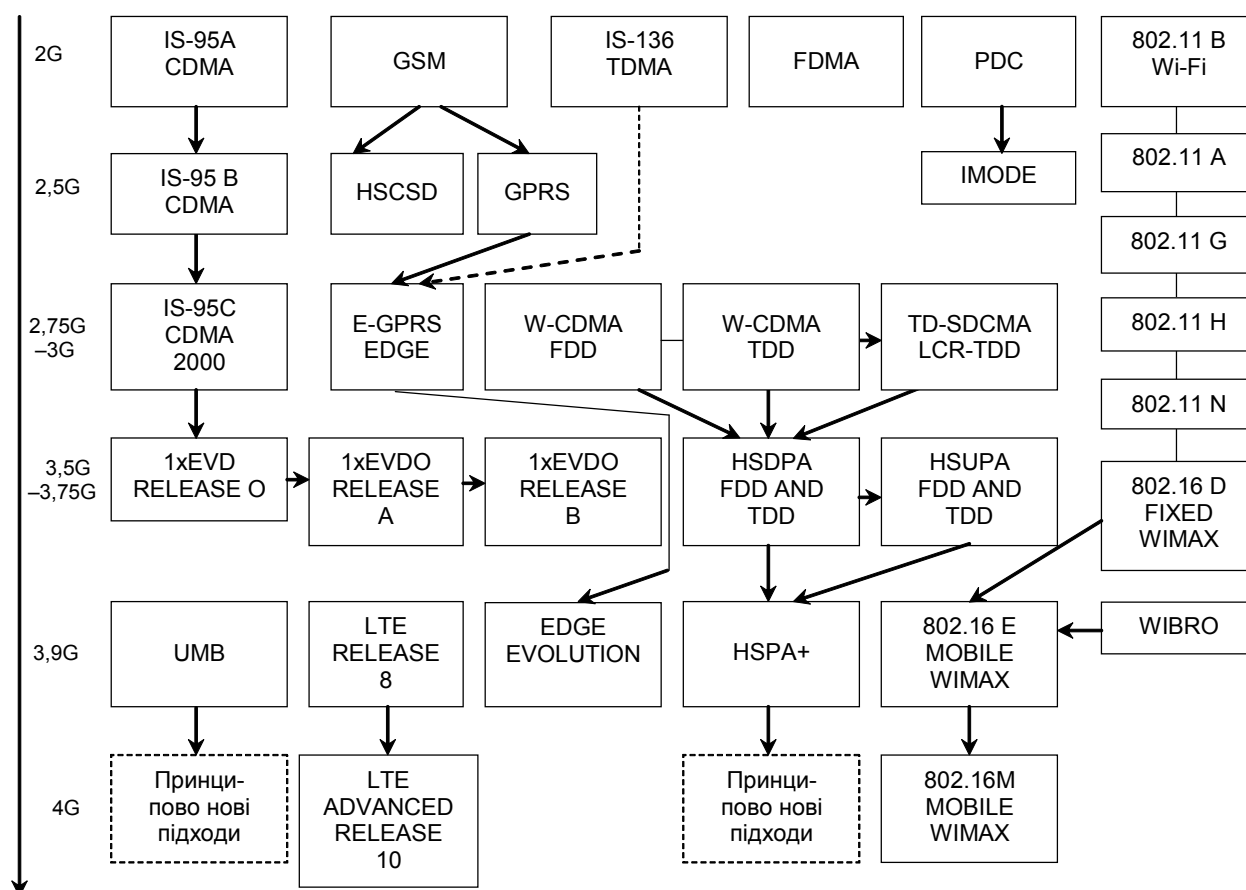 2G
IS-95A
CDMA
GSM
IS-136
TDMA
FDMA
PDC
802.11 B
Wi-Fi
2,5G
IS-95 B
CDMA
HSCSD
GPRS
IMODE
802.11 A
802.11 G
2,75G
–3G
IS-95C
CDMA
2000
E-GPRS
EDGE
W-CDMA
FDD
W-CDMA
TDD
TD-SDCMA
LCR-TDD
802.11 H
802.11 N
3,5G
–3,75G
1xEVD
RELEASE O
1xEVDO
RELEASE
A
1xEVDO
RELEASE
B
HSDPA
FDD AND
TDD
HSUPA
FDD AND
TDD
802.16 D
FIXED
WIMAX
3,9G
UMB
LTE
RELEASE
8
EDGE
EVOLUTION
HSPA+
802.16 E
MOBILE
WIMAX
WIBRO
4G
Принци-
пово нові
підходи
LTE
ADVANCED
RELEASE
10
Принци-
пово нові
підходи
802.16M
MOBILE
WIMAX